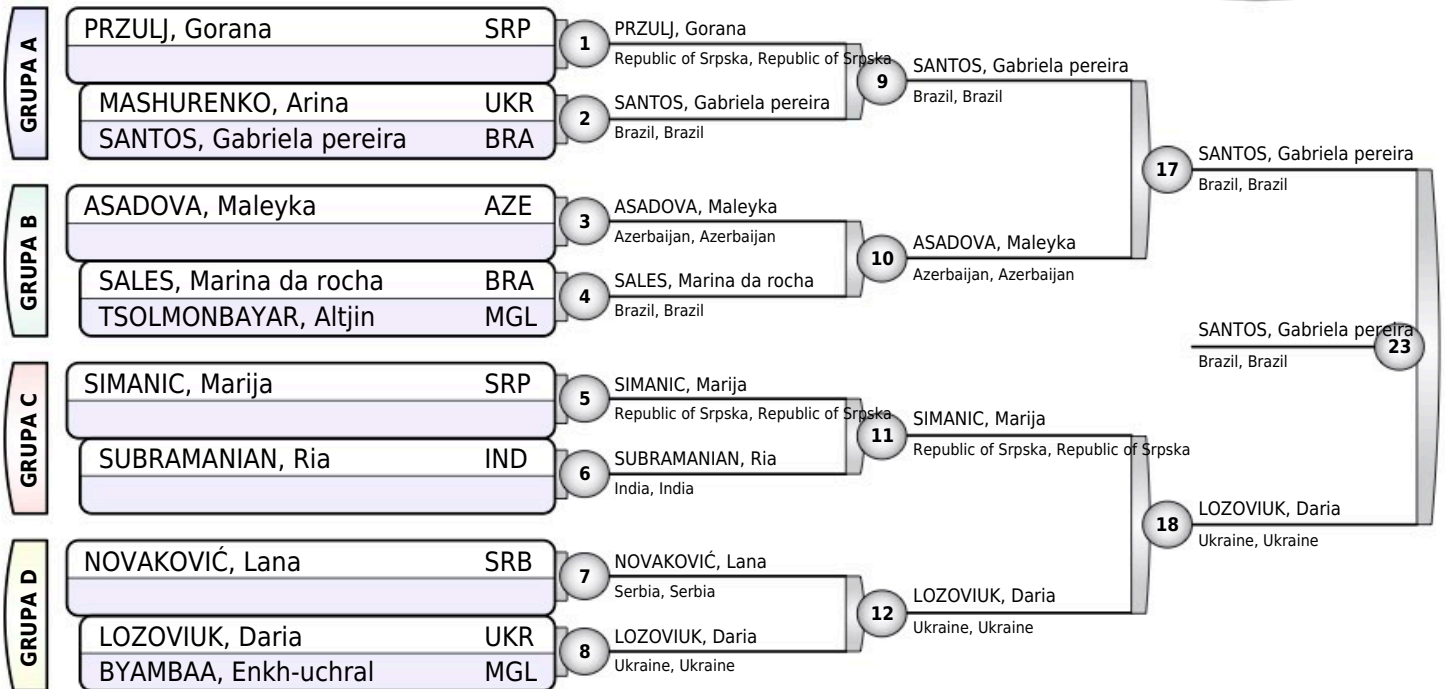 GRUPA A
PRZULJ, Gorana SRP
MASHURENKO, Arina UKR
SANTOS, Gabriela pereira BRA
GRUPA B
ASADOVA, Maleyka AZE
SALES, Marina da rocha BRA
TSOLMONBAYAR, Altjin MGL
GRUPA C
SIMANIC, Marija SRP
SUBRAMANIAN, Ria IND
GRUPA D
NOVAKOVIĆ, Lana SRB
LOZOVIUK, Daria UKR
BYAMBAA, Enkh-uchral MGL
1
PRZULJ, Gorana
Republic of Srpska, Republic of Srpska
2
SANTOS, Gabriela pereira
Brazil, Brazil
3
ASADOVA, Maleyka
Azerbaijan, Azerbaijan
4
SALES, Marina da rocha
Brazil, Brazil
5
SIMANIC, Marija
Republic of Srpska, Republic of Srpska
6
SUBRAMANIAN, Ria
India, India
7
NOVAKOVIĆ, Lana
Serbia, Serbia
8
LOZOVIUK, Daria
Ukraine, Ukraine
9
SANTOS, Gabriela pereira
Brazil, Brazil
10
ASADOVA, Maleyka
Azerbaijan, Azerbaijan
11
SIMANIC, Marija
Republic of Srpska, Republic of Srpska
12
LOZOVIUK, Daria
Ukraine, Ukraine
17
SANTOS, Gabriela pereira
Brazil, Brazil
18
LOZOVIUK, Daria
Ukraine, Ukraine
SANTOS, Gabriela pereira
23
Brazil, Brazil